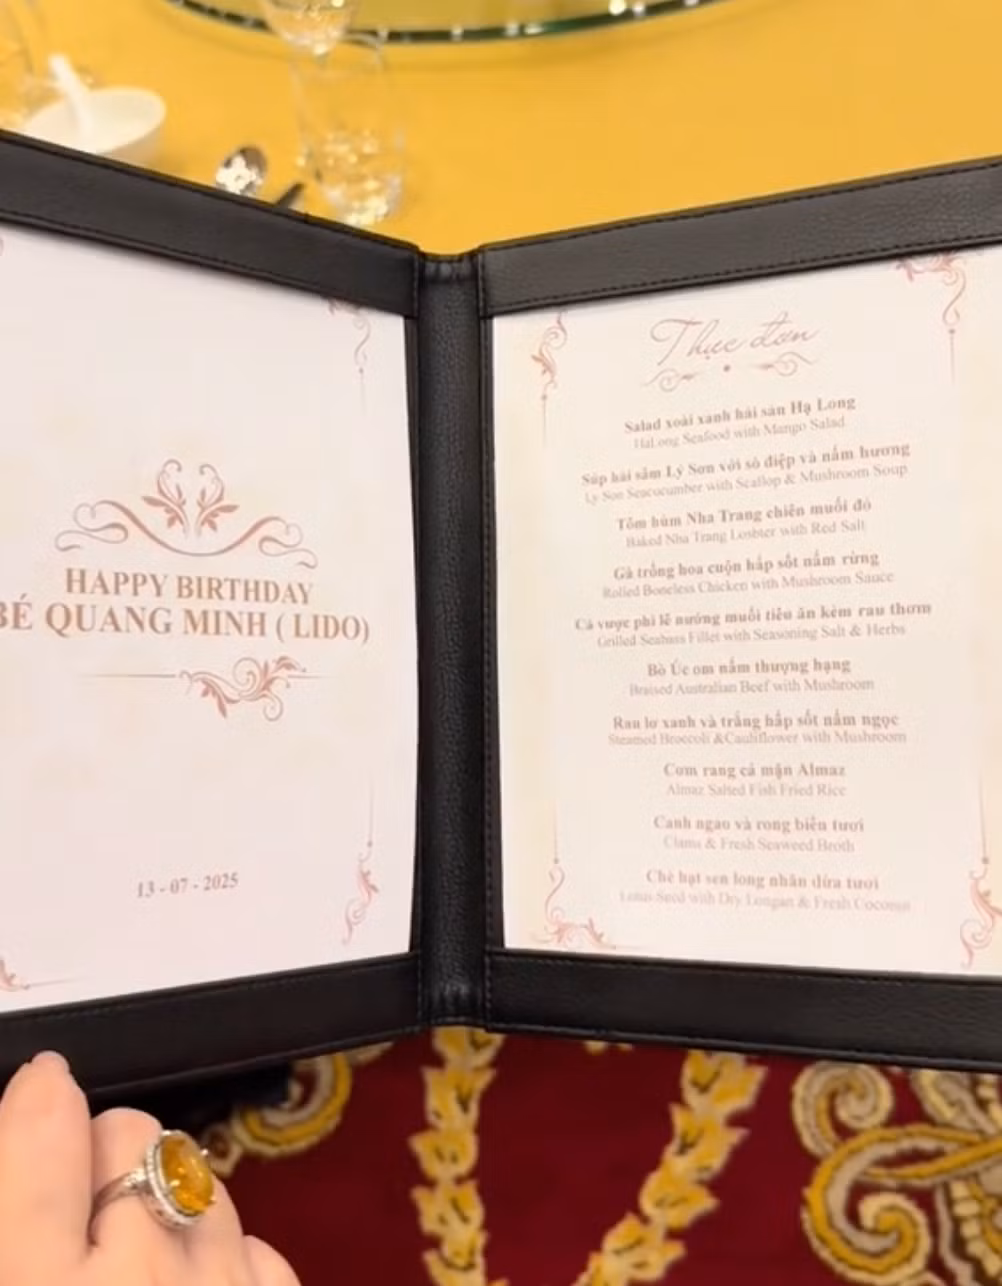 HAPPY BIRTHDAY
BÉ QUANG MINH ( LIDO)
13 - 07 - 2025
Thực đơn
Salad xoài xanh hải sản Hạ Long
HaLong Seafood with Mango Salad
Súp hải sâm Lý Sơn với sò điệp và nấm hương
Ly Son Seacucumber with Scallop & Mushroom Soup
Tôm hùm Nha Trang chiên muối đỏ
Baked Nha Trang Losbter with Red Salt
Gà trống hoa cuộn hấp sốt nấm rừng
Rolled Boneless Chicken with Mushroom Sauce
Cá vược phi lê nướng muối tiêu ăn kèm rau thơm
Grilled Seabass Fillet with Seasoning Salt & Herbs
Bò Úc om nấm thượng hạng
Braised Australian Beef with Mushroom
Rau lơ xanh và trắng hấp sốt nấm ngọc
Steamed Broccoli &Cauliflower with Mushroom
Cơm rang cá mặn Almaz
Almaz Salted Fish Fried Rice
Canh ngao và rong biển tươi
Clams & Fresh Seaweed Broth
Chè hạt sen long nhãn dừa tươi
Lotus Seed with Dry Longan & Fresh Coconut